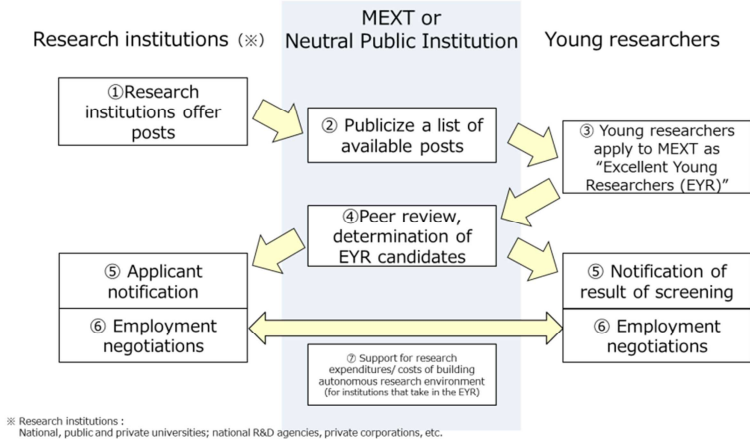 Research institutions（※）
MEXT or
Neutral Public Institution
Young researchers
①Research
institutions offer
posts
② Publicize a list of
available posts
③ Young researchers
apply to MEXT as
“Excellent Young
Researchers (EYR)”
④Peer review,
determination of
EYR candidates
⑤ Applicant
notification
⑤ Notification of
result of screening
⑥ Employment
negotiations
⑥ Employment
negotiations
⑦ Support for research
expenditures/ costs of building
autonomous research environment
(for institutions that take in the EYR)
※ Research institutions：
National, public and private universities; national R&D agencies, private corporations, etc.